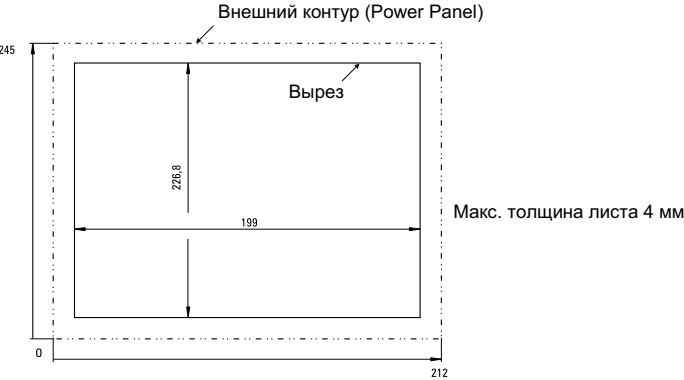 Внешний контур (Power Panel)
245
Вырез
226,8
199
Макс. толщина листа 4 мм
0
212